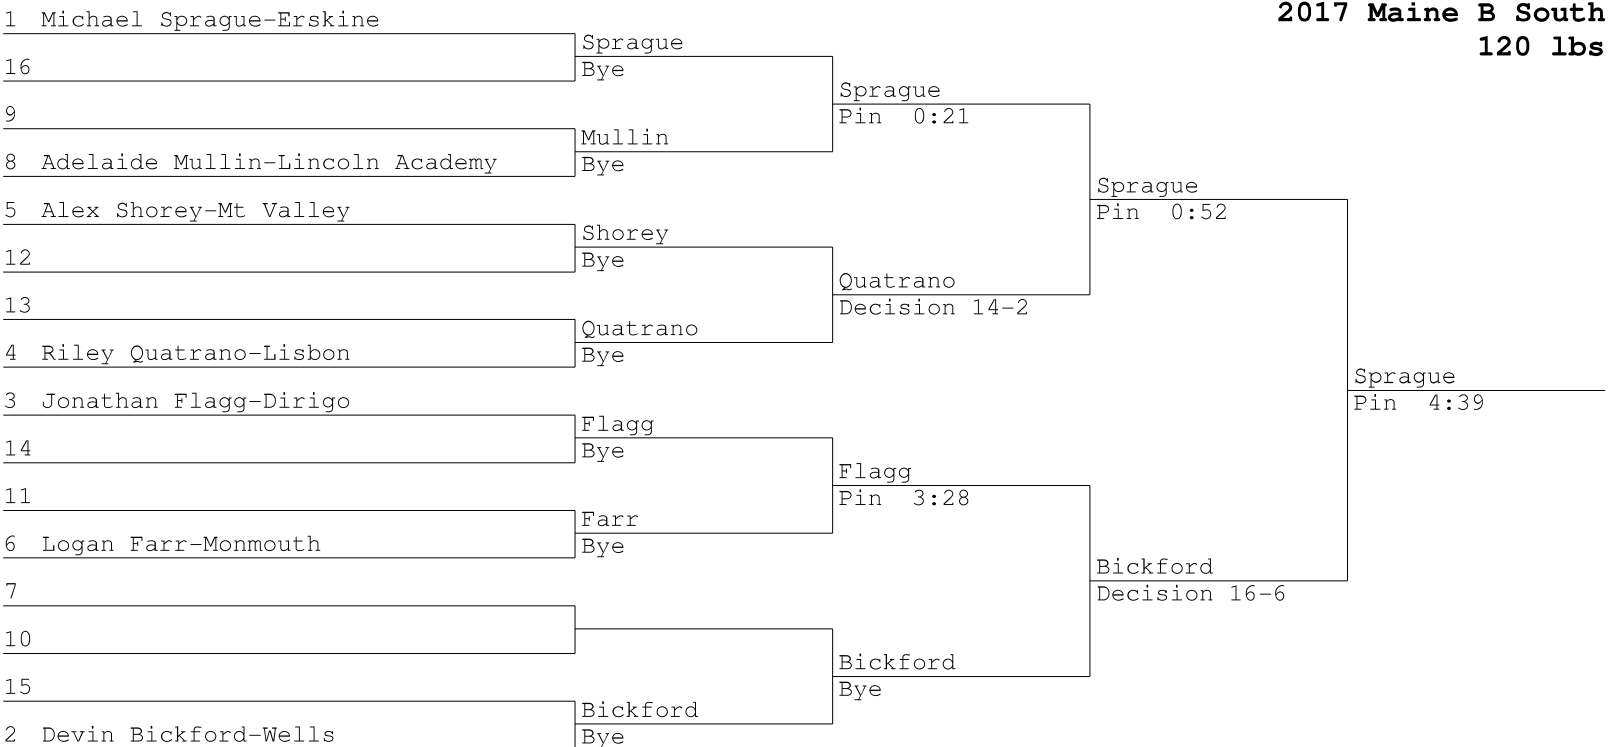 2017 Maine B South
120 lbs
1 Michael Sprague-Erskine
16
9
8 Adelaide Mullin-Lincoln Academy
5 Alex Shorey-Mt Valley
12
13
4 Riley Quatrano-Lisbon
3 Jonathan Flagg-Dirigo
14
11
6 Logan Farr-Monmouth
7
10
15
2 Devin Bickford-Wells
Sprague
Bye
Mullin
Bye
Shorey
Bye
Quatrano
Bye
Flagg
Bye
Farr
Bye
Bickford
Bye
Sprague
Pin 0:21
Quatrano
Decision 14-2
Flagg
Pin 3:28
Bickford
Bye
Sprague
Pin 0:52
Bickford
Decision 16-6
Sprague
Pin 4:39